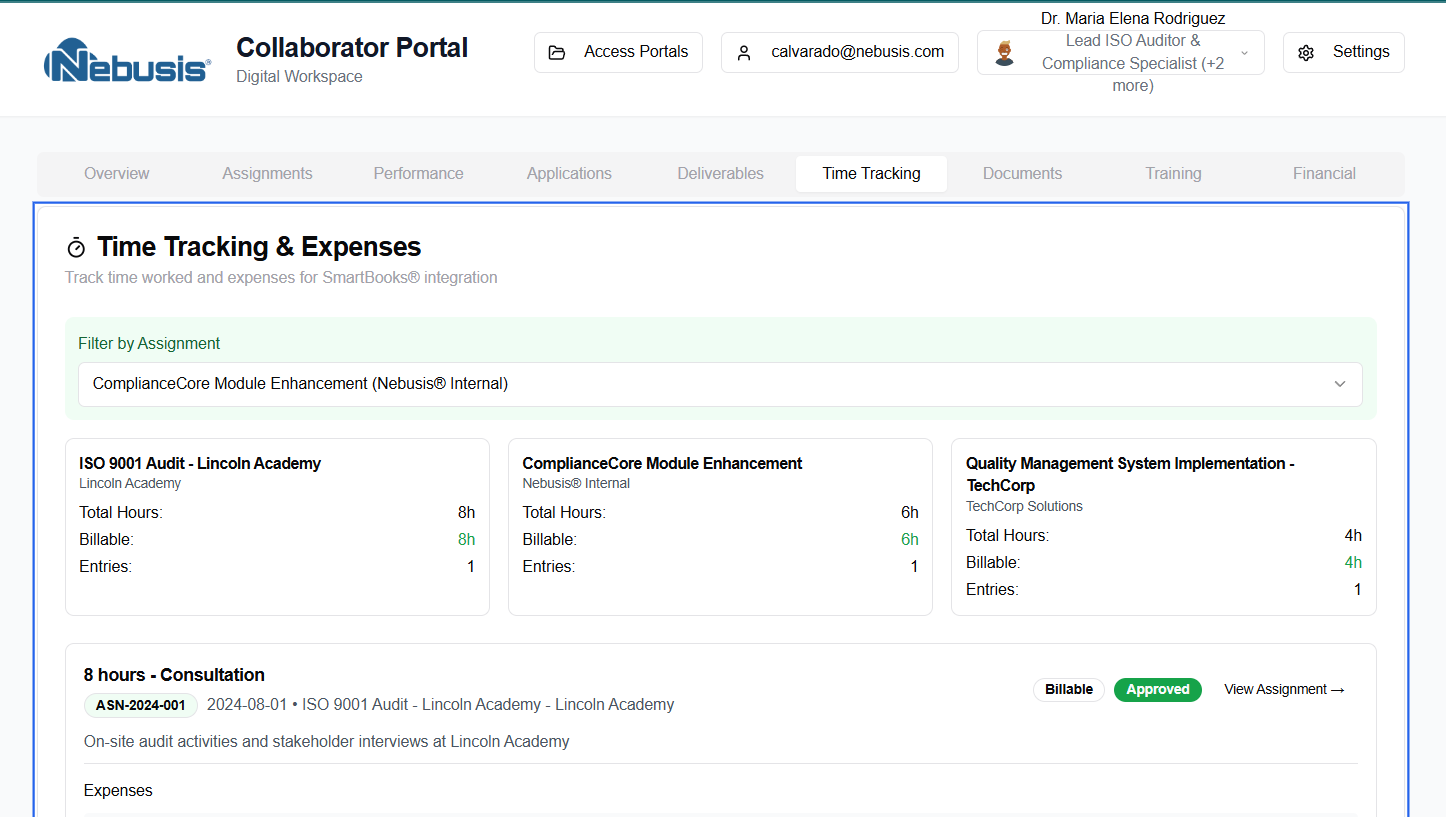 Nebusis®
Collaborator Portal
Digital Workspace
Access Portals
calvarado@nebusis.com
Dr. Maria Elena Rodriguez
Lead ISO Auditor &
Compliance Specialist (+2
more)
Settings
Overview
Assignments
Performance
Applications
Deliverables
Time Tracking
Documents
Training
Financial
Time Tracking & Expenses
Track time worked and expenses for SmartBooks® integration
Filter by Assignment
ComplianceCore Module Enhancement (Nebusis® Internal)
ISO 9001 Audit - Lincoln Academy
Lincoln Academy
Total Hours: 8h
Billable: 8h
Entries: 1
ComplianceCore Module Enhancement
Nebusis® Internal
Total Hours: 6h
Billable: 6h
Entries: 1
Quality Management System Implementation -
TechCorp
TechCorp Solutions
Total Hours: 4h
Billable: 4h
Entries: 1
8 hours - Consultation
Billable
Approved
View Assignment →
ASN-2024-001 2024-08-01 • ISO 9001 Audit - Lincoln Academy - Lincoln Academy
On-site audit activities and stakeholder interviews at Lincoln Academy
Expenses